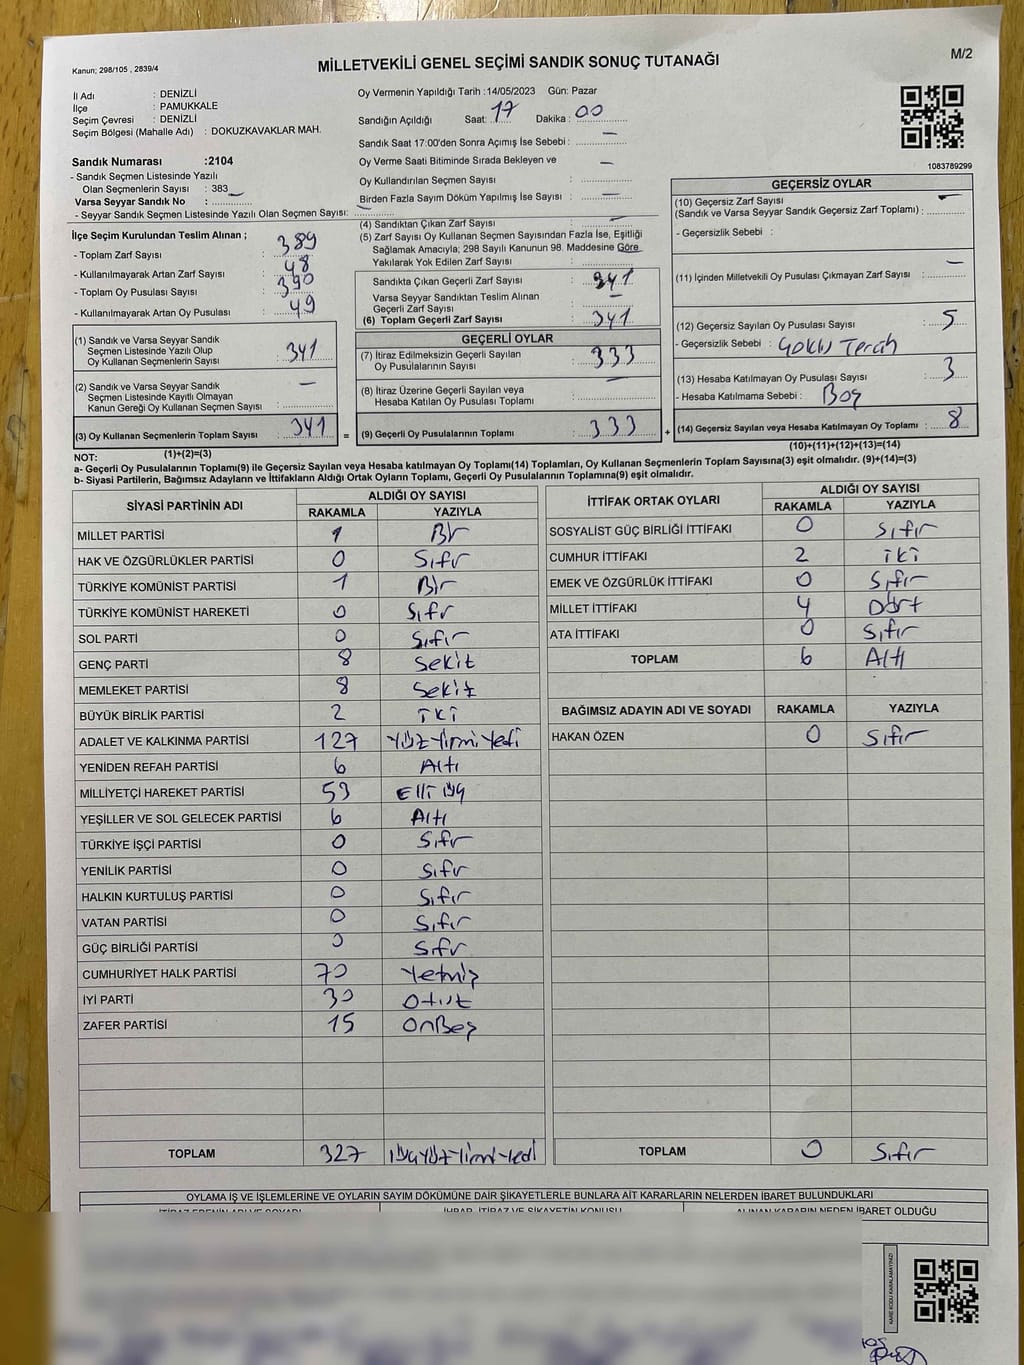 Kanun; 298/105 , 2839/4
MİLLETVEKİLİ GENEL SEÇİMİ SANDIK SONUÇ TUTANAĞI
M/2
İl Adı : DENİZLİ
İlçe : PAMUKKALE
Seçim Çevresi : DENİZLİ
Seçim Bölgesi (Mahalle Adı) : DOKUZKAVAKLAR MAH.
Sandık Numarası :2104
- Sandık Seçmen Listesinde Yazılı
Olan Seçmenlerin Sayısı : 383
Varsa Seyyar Sandık No : —
- Seyyar Sandık Seçmen Listesinde Yazılı Olan Seçmen Sayısı: —
Oy Vermenin Yapıldığı Tarih :14/05/2023 Gün: Pazar
Sandığın Açıldığı Saat: 17 Dakika : 00
Sandık Saat 17:00'den Sonra Açımış İse Sebebi : —
Oy Verme Saati Bitiminde Sırada Bekleyen ve
Oy Kullandırılan Seçmen Sayısı : —
Birden Fazla Sayım Döküm Yapılmış İse Sayısı : —
1083789299
İlçe Seçim Kurulundan Teslim Alınan ;
- Toplam Zarf Sayısı : 389
- Kullanılmayarak Artan Zarf Sayısı : 48
- Toplam Oy Pusulası Sayısı : 390
- Kullanılmayarak Artan Oy Pusulası : 49
(1) Sandık ve Varsa Seyyar Sandık
Seçmen Listesinde Yazılı Olup
Oy Kullanan Seçmenlerin Sayısı : 341
(2) Sandık ve Varsa Seyyar Sandık
Seçmen Listesinde Kayıtlı Olmayan
Kanun Gereği Oy Kullanan Seçmen Sayısı : —
(3) Oy Kullanan Seçmenlerin Toplam Sayısı : 341
(1)+(2)=(3)
(4) Sandıktan Çıkan Zarf Sayısı : —
(5) Zarf Sayısı Oy Kullanan Seçmen Sayısından Fazla İse, Eşitliği
Sağlamak Amacıyla; 298 Sayılı Kanunun 98. Maddesine Göre
Yakılarak Yok Edilen Zarf Sayısı : —
Sandıkta Çıkan Geçerli Zarf Sayısı : 341
Varsa Seyyar Sandıktan Teslim Alınan
Geçerli Zarf Sayısı : —
(6) Toplam Geçerli Zarf Sayısı : 341
GEÇERLİ OYLAR
(7) İtiraz Edilmeksizin Geçerli Sayılan
Oy Pusulalarının Sayısı : 333
(8) İtiraz Üzerine Geçerli Sayılan veya
Hesaba Katılan Oy Pusulası Toplamı : —
= (9) Geçerli Oy Pusulalarının Toplamı : 333 +
GEÇERSİZ OYLAR
(10) Geçersiz Zarf Sayısı
(Sandık ve Varsa Seyyar Sandık Geçersiz Zarf Toplamı) : —
- Geçersizlik Sebebi :
(11) İçinden Milletvekili Oy Pusulası Çıkmayan Zarf Sayısı : —
(12) Geçersiz Sayılan Oy Pusulası Sayısı : 5
- Geçersizlik Sebebi : Çoklu Tercih
(13) Hesaba Katılmayan Oy Pusulası Sayısı : 3
- Hesaba Katılmama Sebebi : Boş
(14) Geçersiz Sayılan veya Hesaba Katılmayan Oy Toplamı : 8
(10)+(11)+(12)+(13)=(14)
NOT:
a- Geçerli Oy Pusulalarının Toplamı(9) ile Geçersiz Sayılan veya Hesaba katılmayan Oy Toplamı(14) Toplamları, Oy Kullanan Seçmenlerin Toplam Sayısına(3) eşit olmalıdır. (9)+(14)=(3)
b- Siyasi Partilerin, Bağımsız Adayların ve İttifakların Aldığı Ortak Oyların Toplamı, Geçerli Oy Pusulalarının Toplamına(9) eşit olmalıdır.
SİYASİ PARTİNİN ADI ALDIĞI OY SAYISI
RAKAMLA YAZIYLA
MİLLET PARTİSİ 1 Bir
HAK VE ÖZGÜRLÜKLER PARTİSİ 0 Sıfır
TÜRKİYE KOMÜNİST PARTİSİ 1 Bir
TÜRKİYE KOMÜNİST HAREKETİ 0 Sıfır
SOL PARTİ 0 Sıfır
GENÇ PARTİ 8 Sekiz
MEMLEKET PARTİSİ 8 Sekiz
BÜYÜK BİRLİK PARTİSİ 2 İki
ADALET VE KALKINMA PARTİSİ 127 Yüz Yirmi Yedi
YENİDEN REFAH PARTİSİ 6 Altı
MİLLİYETÇİ HAREKET PARTİSİ 53 Elli Üç
YEŞİLLER VE SOL GELECEK PARTİSİ 6 Altı
TÜRKİYE İŞÇİ PARTİSİ 0 Sıfır
YENİLİK PARTİSİ 0 Sıfır
HALKIN KURTULUŞ PARTİSİ 0 Sıfır
VATAN PARTİSİ 0 Sıfır
GÜÇ BİRLİĞİ PARTİSİ 0 Sıfır
CUMHURİYET HALK PARTİSİ 70 Yetmiş
İYİ PARTİ 30 Otuz
ZAFER PARTİSİ 15 OnBeş
TOPLAM 327 ÜçYüzYirmiYedi
İTTİFAK ORTAK OYLARI ALDIĞI OY SAYISI
RAKAMLA YAZIYLA
SOSYALİST GÜÇ BİRLİĞİ İTTİFAKI 0 Sıfır
CUMHUR İTTİFAKI 2 İki
EMEK VE ÖZGÜRLÜK İTTİFAKI 0 Sıfır
MİLLET İTTİFAKI 4 Dört
ATA İTTİFAKI 0 Sıfır
TOPLAM 6 Altı
BAĞIMSIZ ADAYIN ADI VE SOYADI RAKAMLA YAZIYLA
HAKAN ÖZEN 0 Sıfır
TOPLAM 0 Sıfır
OYLAMA İŞ VE İŞLEMLERİNE VE OYLARIN SAYIM DÖKÜMÜNE DAİR ŞİKAYETLERLE BUNLARA AİT KARARLARIN NELERDEN İBARET BULUNDUKLARI
İTİRAZ EDENİN ADI VE SOYADI İHBAR, İTİRAZ VE ŞİKAYETİN KONUSU ALINAN KARARIN NEDEN İBARET OLDUĞU
KARE KODU KARALAMAYINIZ!